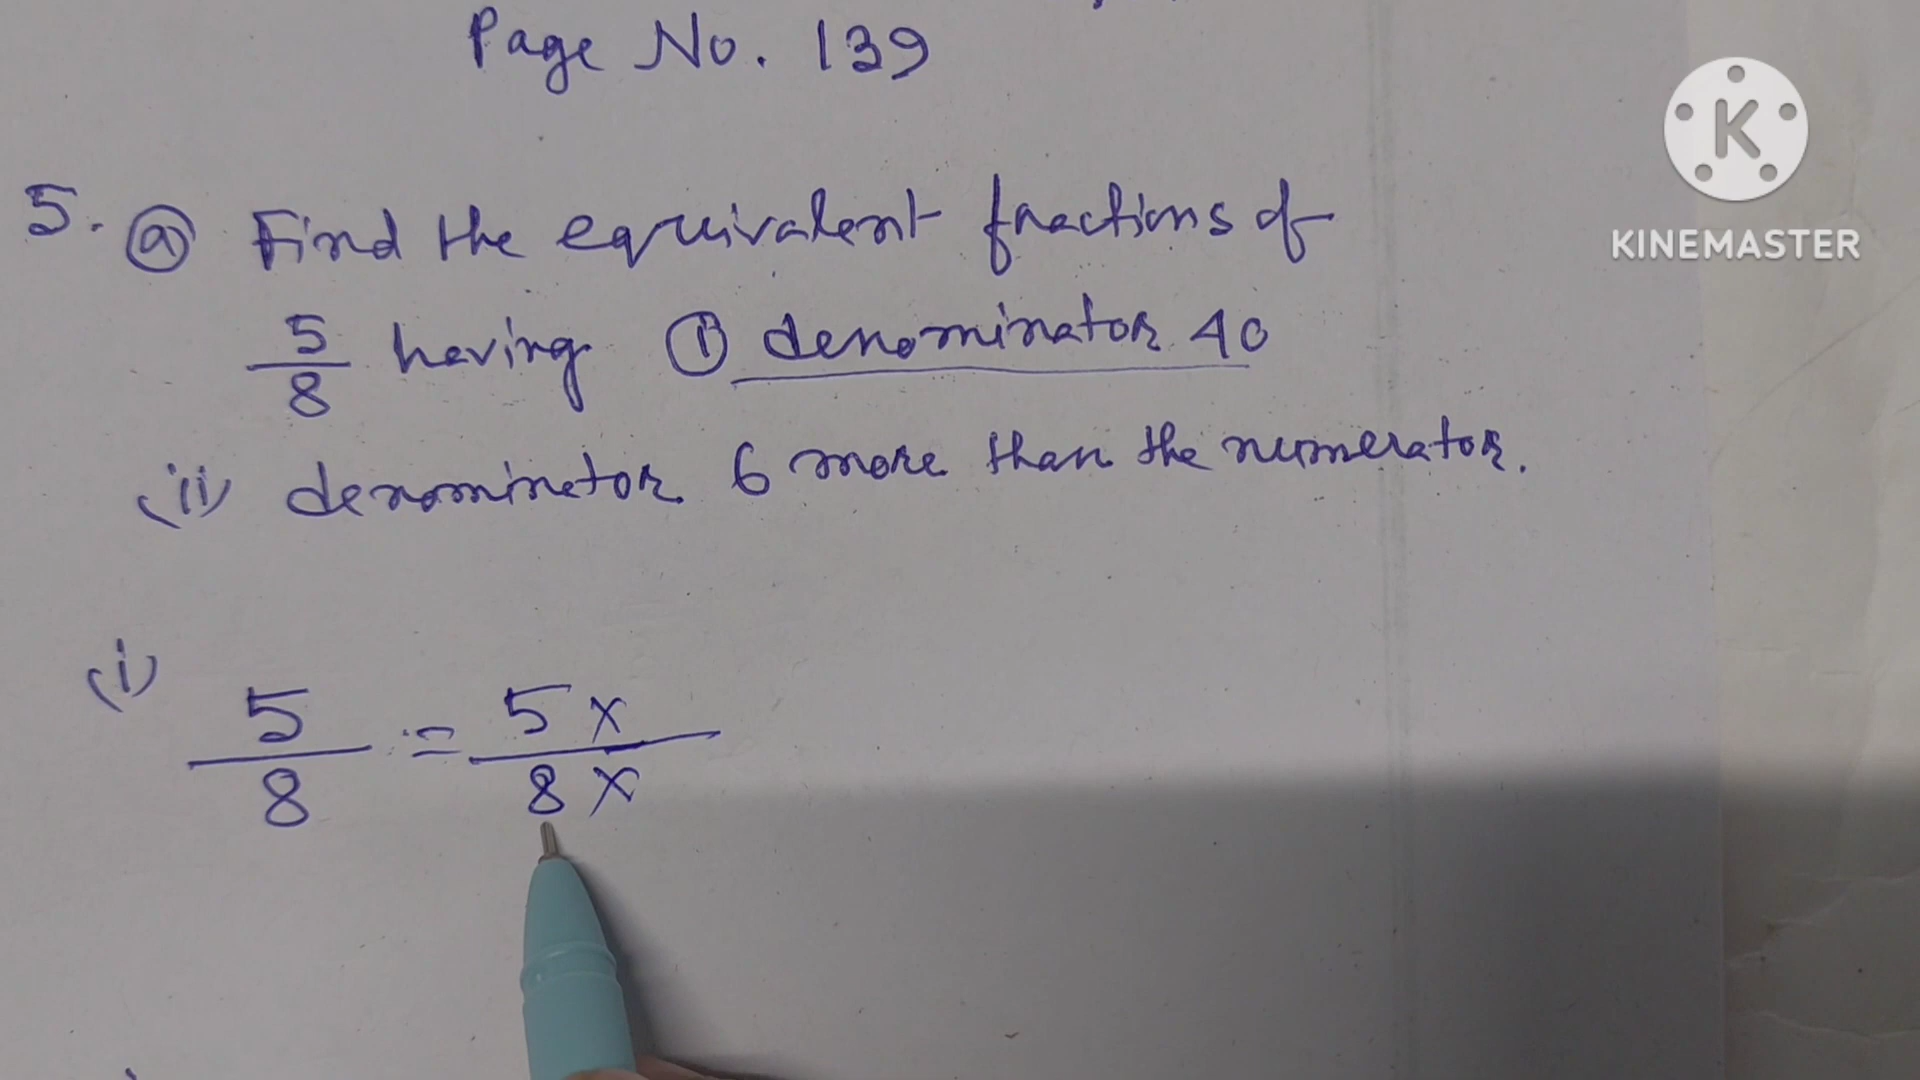 Page No. 139
K
KINEMASTER
5. (a) Find the equivalent fractions of
5/8 having (i) denominator 40
(ii) denominator 6 more than the numerator.
(i)
5/8 = 5 x / 8 x